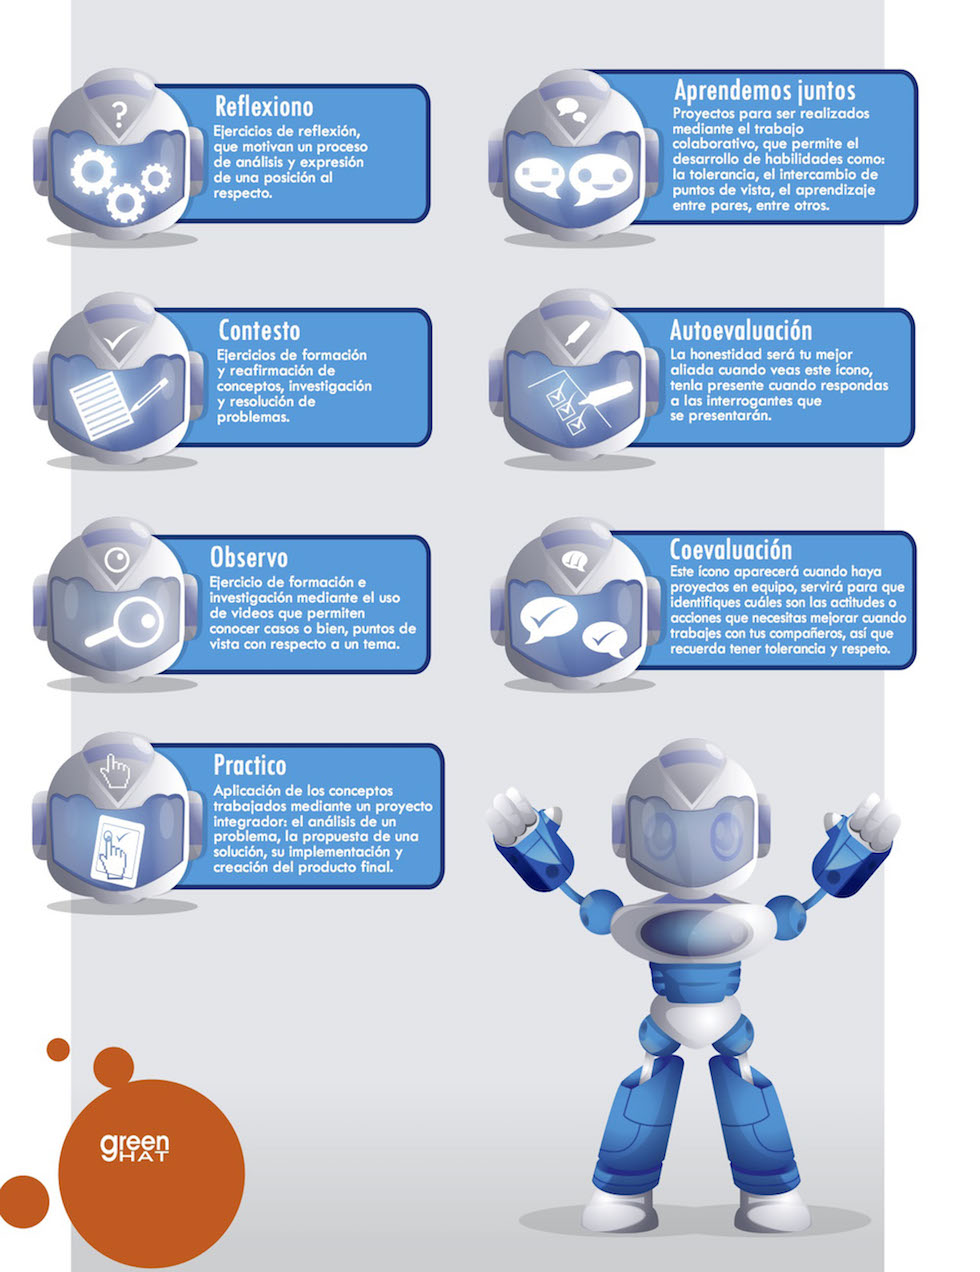 ?
Reflexiono
Ejercicios de reflexión,
que motivan un proceso
de análisis y expresión
de una posición al
respecto.
Aprendemos juntos
Proyectos para ser realizados
mediante el trabajo
colaborativo, que permite el
desarrollo de habilidades como:
la tolerancia, el intercambio de
puntos de vista, el aprendizaje
entre pares, entre otros.
Contesto
Ejercicios de formación
y reafirmación de
conceptos, investigación
y resolución de
problemas.
Autoevaluación
La honestidad será tu mejor
aliada cuando veas este ícono,
tenla presente cuando respondas
a las interrogantes que
se presentarán.
Observo
Ejercicio de formación e
investigación mediante el uso
de videos que permiten
conocer casos o bien, puntos de
vista con respecto a un tema.
Coevaluación
Este ícono aparecerá cuando haya
proyectos en equipo, servirá para que
identifiques cuáles son las actitudes o
acciones que necesitas mejorar cuando
trabajes con tus compañeros, así que
recuerda tener tolerancia y respeto.
Practico
Aplicación de los conceptos
trabajados mediante un proyecto
integrador: el análisis de un
problema, la propuesta de una
solución, su implementación y
creación del producto final.
green
HAT